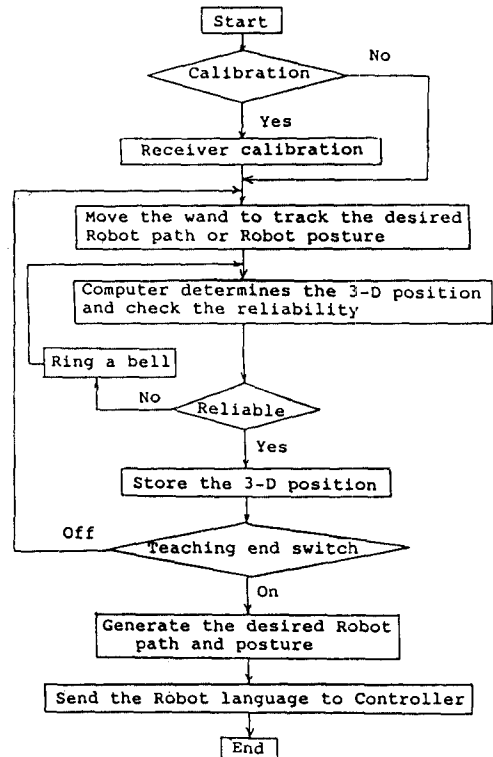 Start
Calibration
No
Yes
Receiver calibration
Move the wand to track the desired
Robot path or Robot posture
Computer determines the 3-D position
and check the reliability
Ring a bell
No
Reliable
Yes
Store the 3-D position
Off
Teaching end switch
On
Generate the desired Robot
path and posture
Send the Robot language to Controller
End